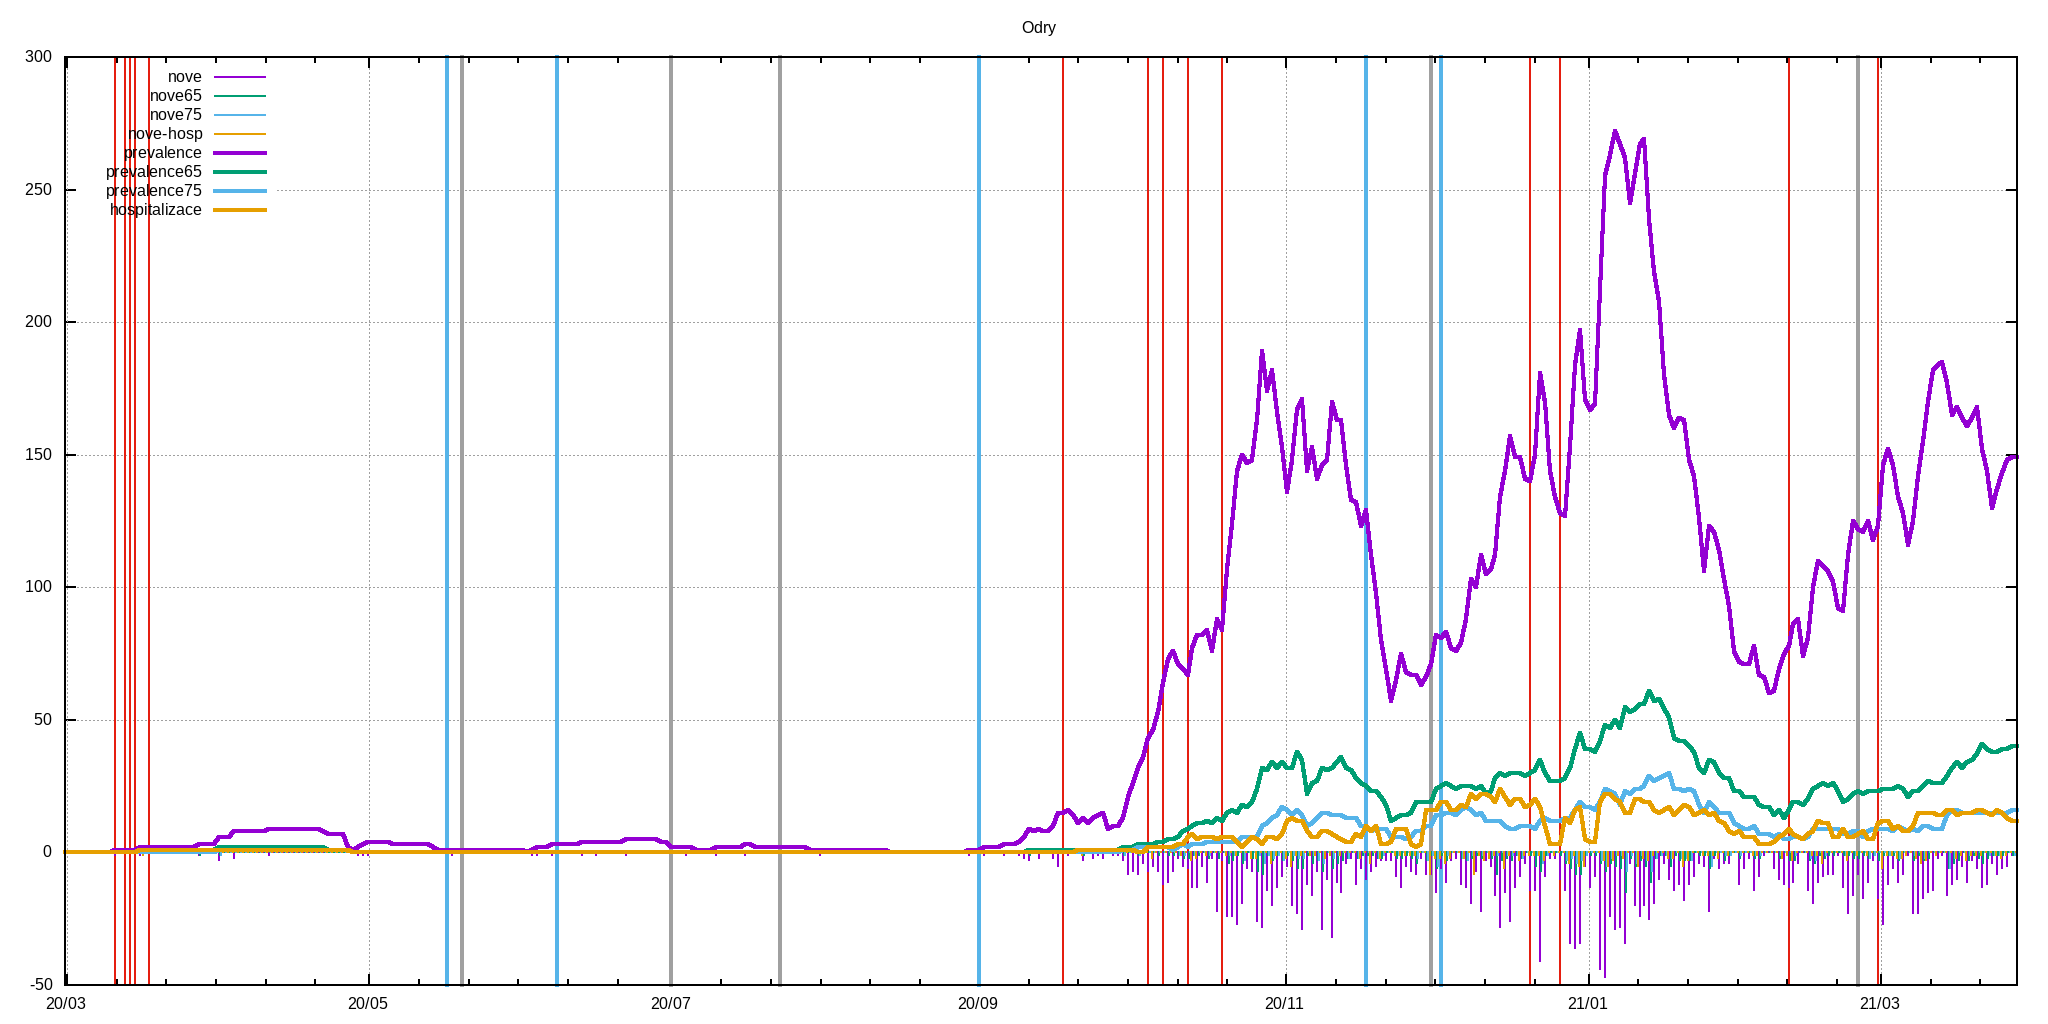 Odry
300
250
200
150
100
50
0
-50
nove
nove65
nove75
nove-hosp
prevalence
prevalence65
prevalence75
hospitalizace
20/03 20/05 20/07 20/09 20/11 21/01 21/03